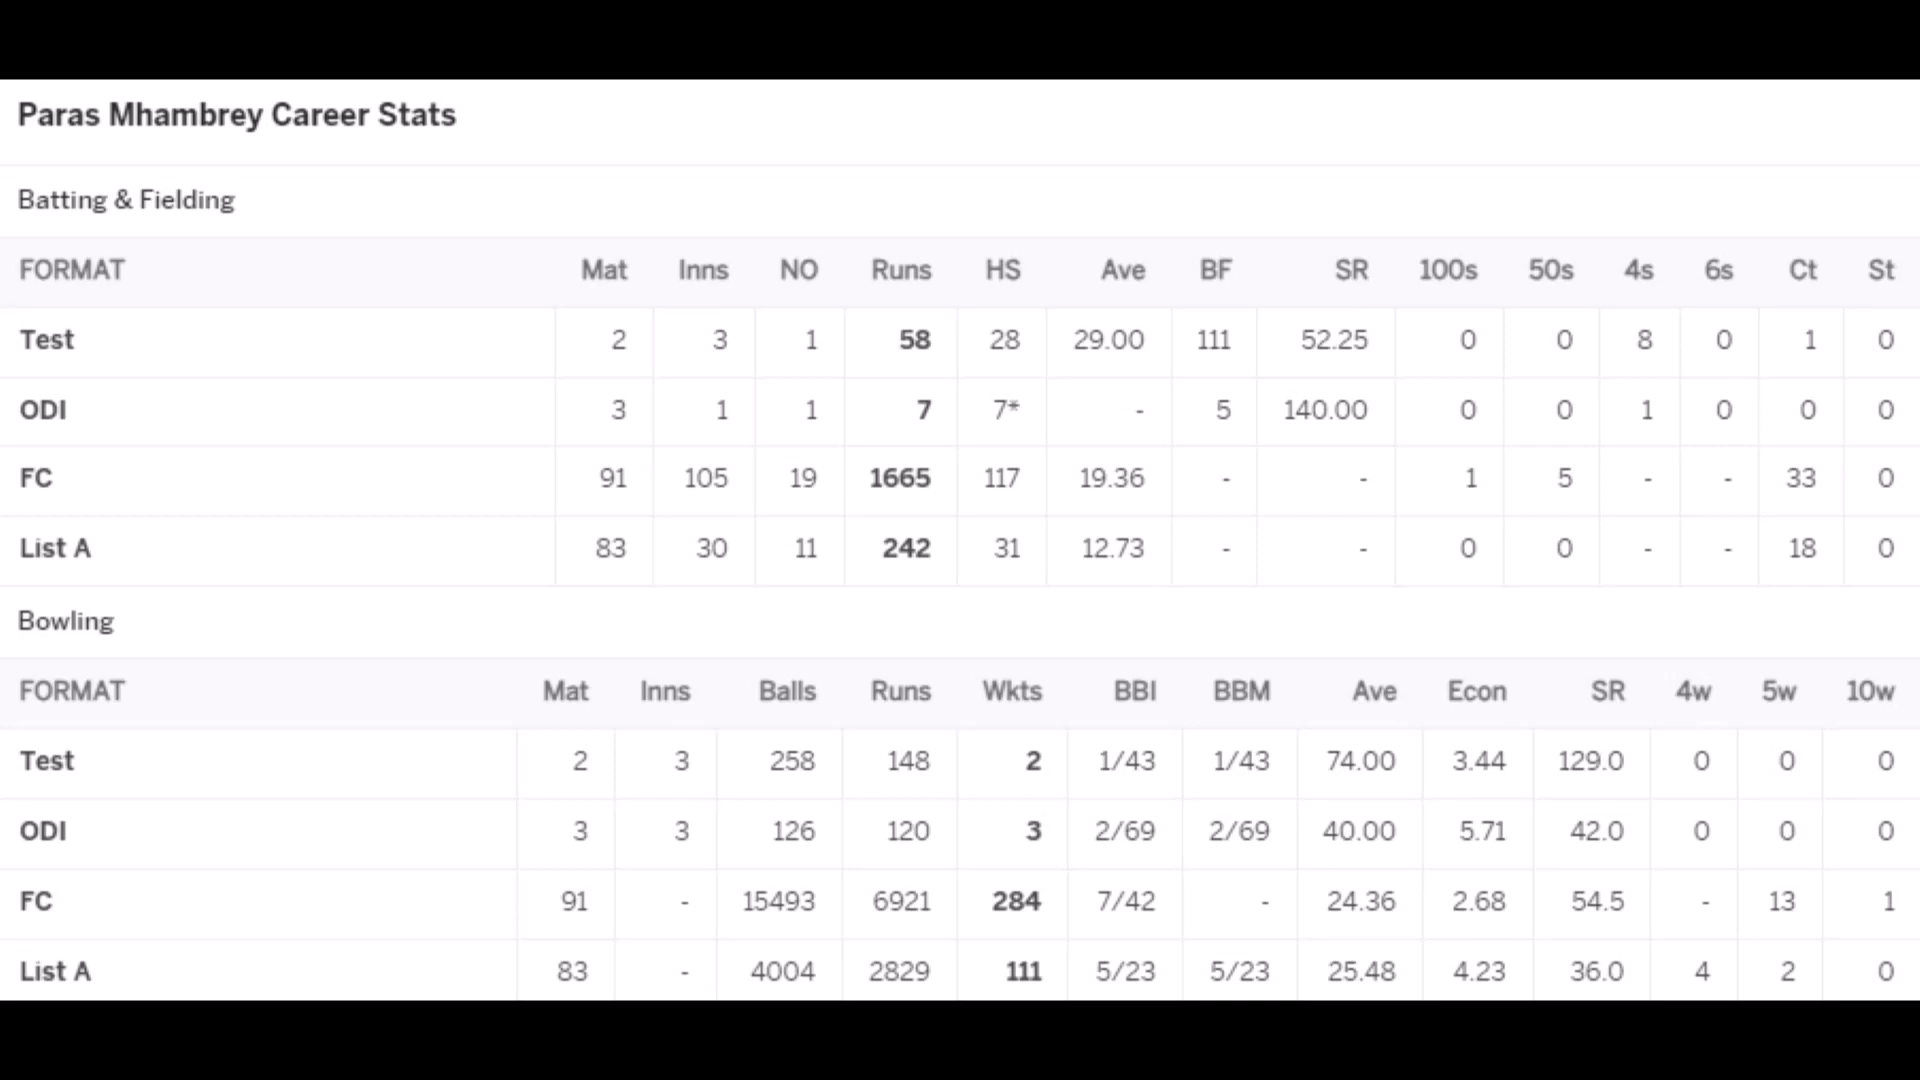 Paras Mhambrey Career Stats
Batting & Fielding
FORMAT Mat Inns NO Runs HS Ave BF SR 100s 50s 4s 6s Ct St
Test 2 3 1 58 28 29.00 111 52.25 0 0 8 0 1 0
ODI 3 1 1 7 7* - 5 140.00 0 0 1 0 0 0
FC 91 105 19 1665 117 19.36 - - 1 5 - - 33 0
List A 83 30 11 242 31 12.73 - - 0 0 - - 18 0
Bowling
FORMAT Mat Inns Balls Runs Wkts BBI BBM Ave Econ SR 4w 5w 10w
Test 2 3 258 148 2 1/43 1/43 74.00 3.44 129.0 0 0 0
ODI 3 3 126 120 3 2/69 2/69 40.00 5.71 42.0 0 0 0
FC 91 - 15493 6921 284 7/42 - 24.36 2.68 54.5 - 13 1
List A 83 - 4004 2829 111 5/23 5/23 25.48 4.23 36.0 4 2 0